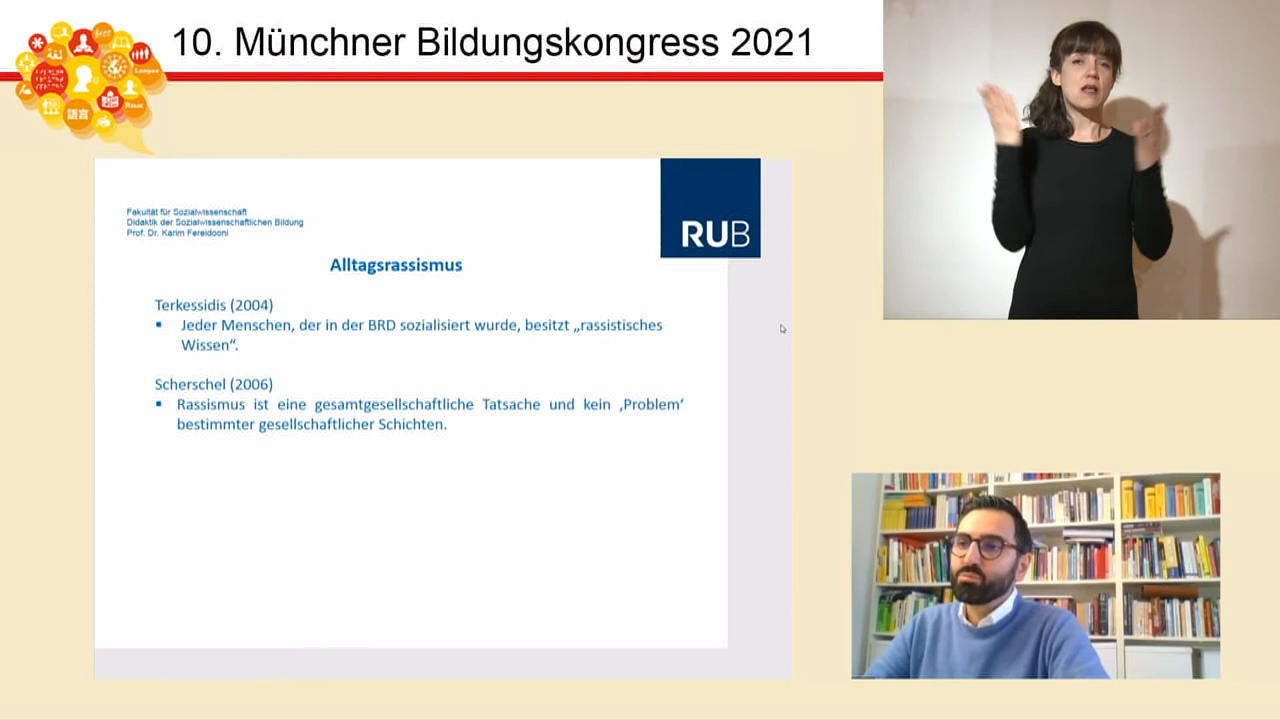 10. Münchner Bildungskongress 2021
語言
Fakultät für Sozialwissenschaft
Didaktik der Sozialwissenschaftlichen Bildung
Prof. Dr. Karim Fereidooni
RUB
Alltagsrassismus
Terkessidis (2004)
▪ Jeder Menschen, der in der BRD sozialisiert wurde, besitzt „rassistisches
Wissen“.
Scherschel (2006)
▪ Rassismus ist eine gesamtgesellschaftliche Tatsache und kein ‚Problem‘
bestimmter gesellschaftlicher Schichten.